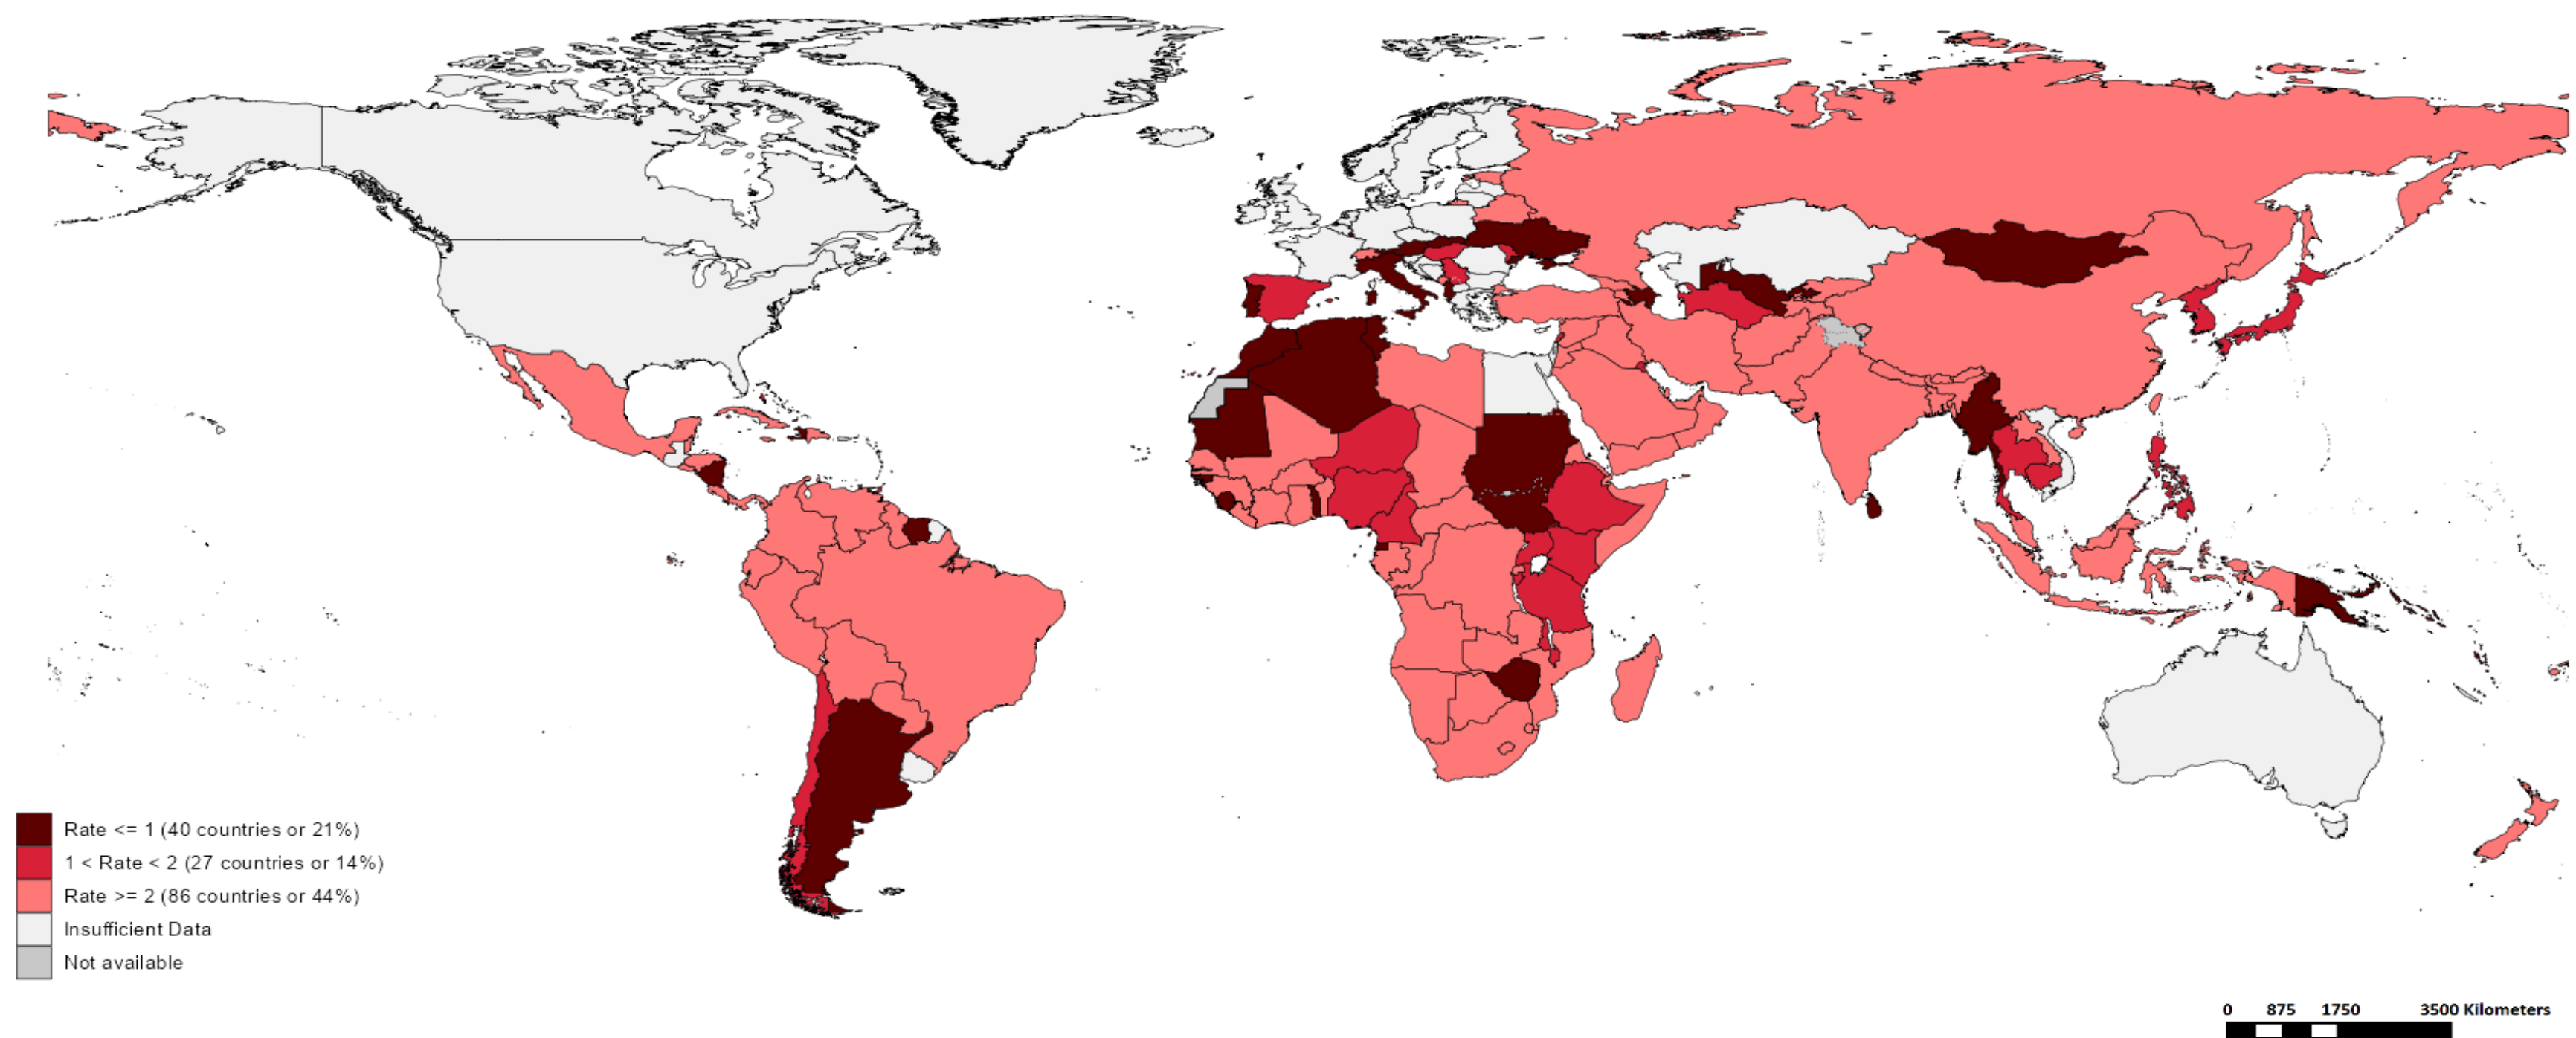 Rate <= 1 (40 countries or 21%)
1 < Rate < 2 (27 countries or 14%)
Rate >= 2 (86 countries or 44%)
Insufficient Data
Not available
0 875 1750 3500 Kilometers